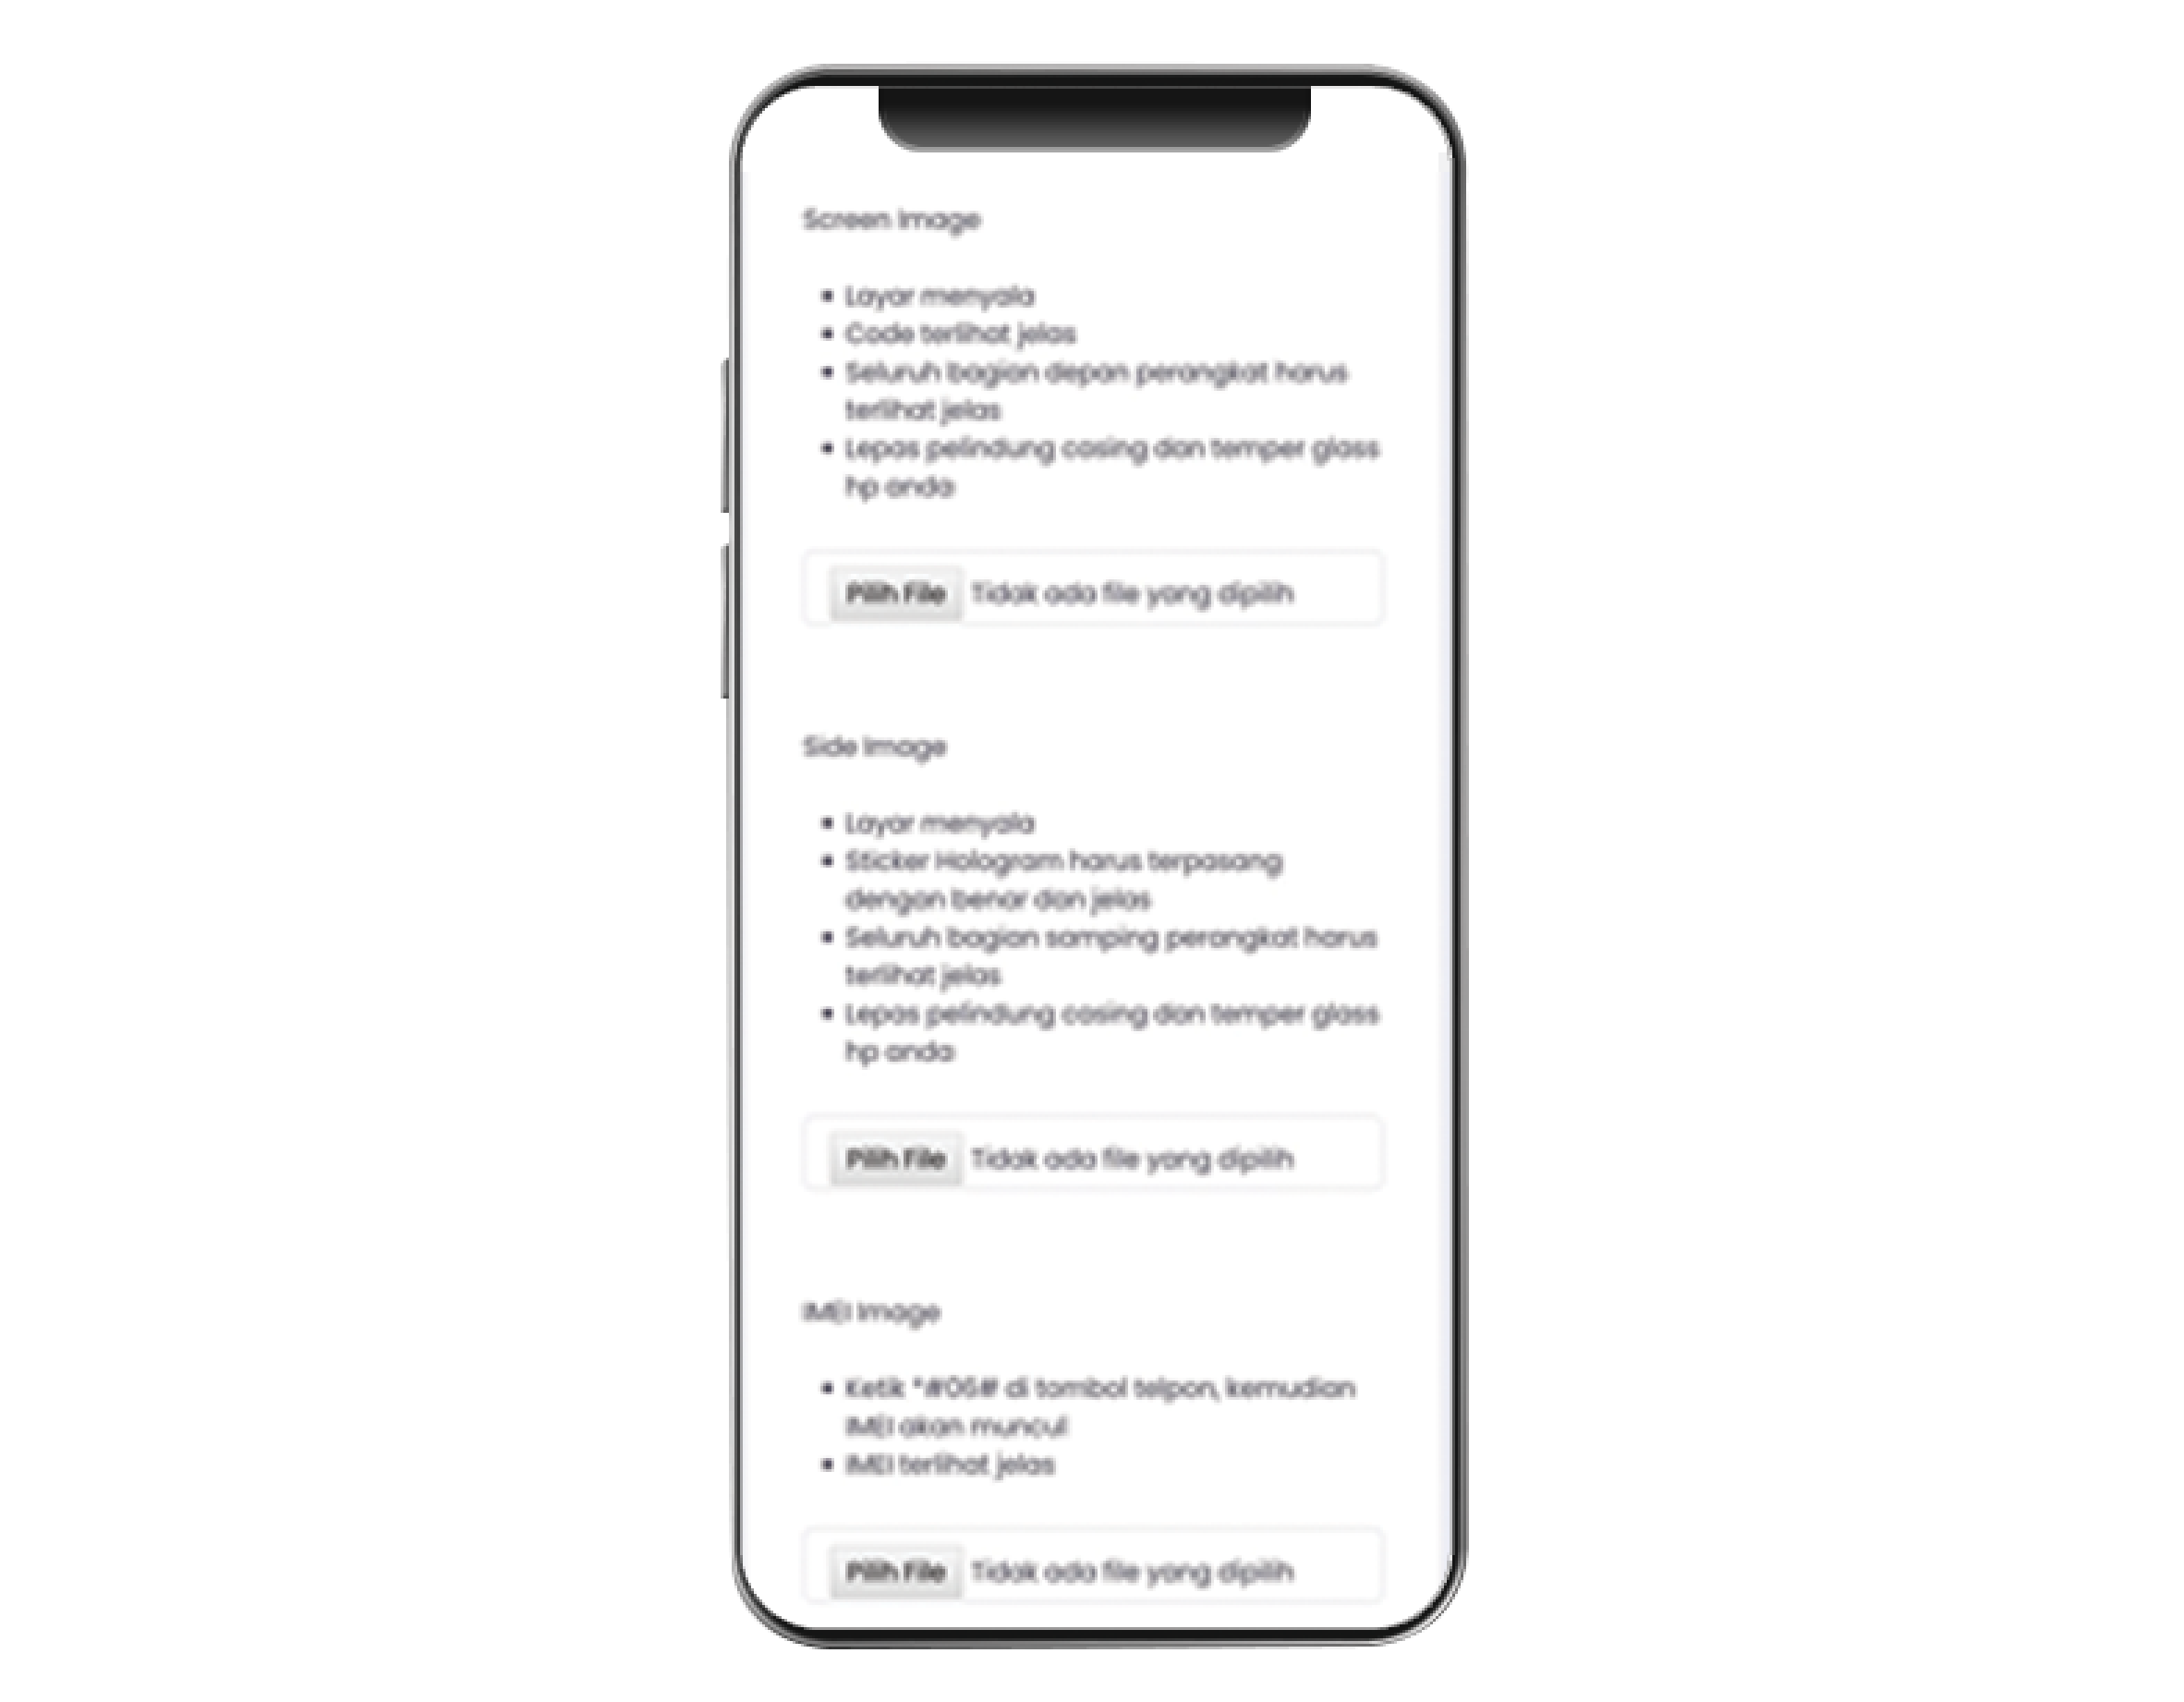 Screen Image
Layar menyala
Code terlihat jelas
Seluruh bagian depan perangkat harus
terlihat jelas
Lepas pelindung casing dan temper glass
hp anda
Pilih File Tidak ada file yang dipilih
Side Image
Layar menyala
Sticker Hologram harus terpasang
dengan benar dan jelas
Seluruh bagian samping perangkat harus
terlihat jelas
Lepas pelindung casing dan temper glass
hp anda
Pilih File Tidak ada file yang dipilih
IMEI Image
Ketik *#06# di tombol telpon, kemudian
IMEI akan muncul
IMEI terlihat jelas
Pilih File Tidak ada file yang dipilih